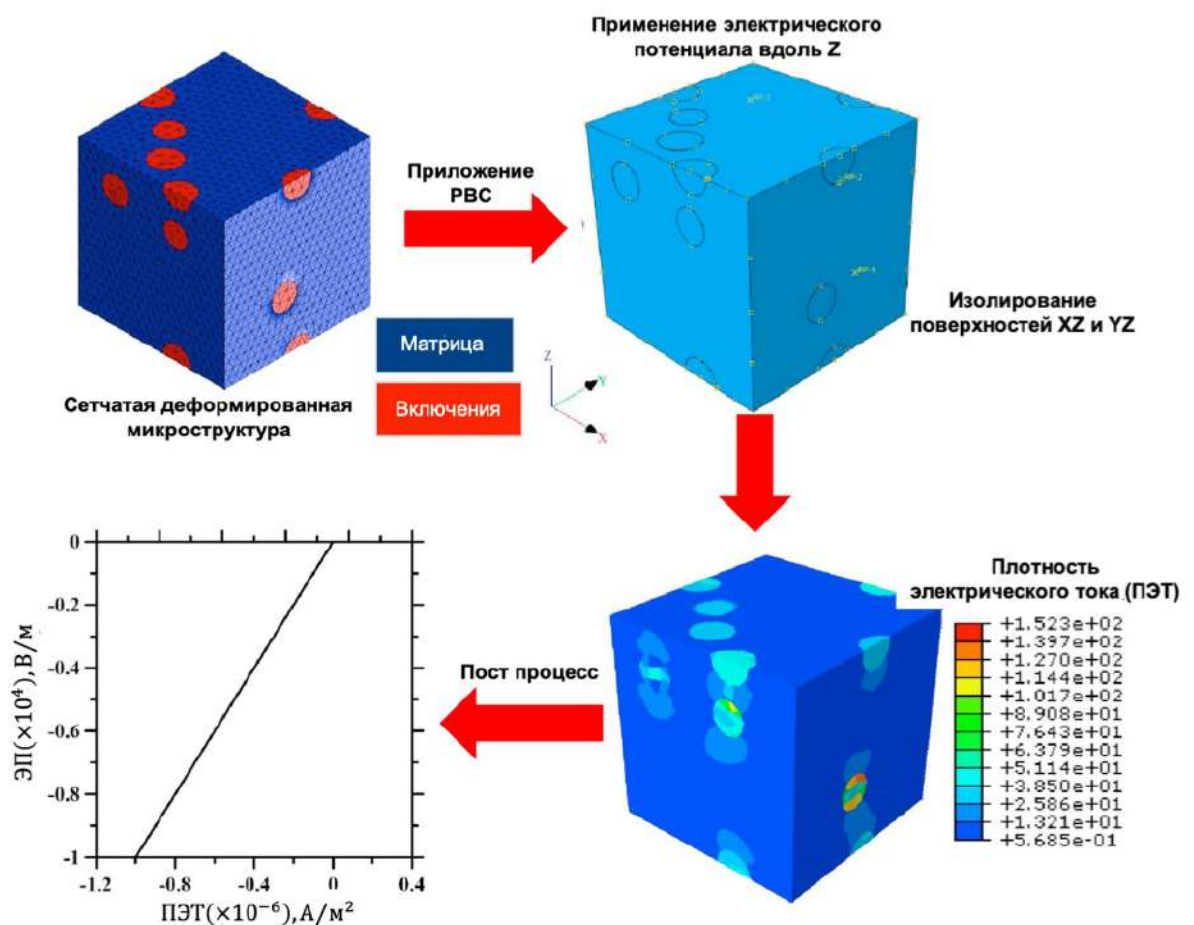 Применение электрического
потенциала вдоль Z
Приложение
PBC
Изолирование
поверхностей XZ и YZ
Матрица
Включения
Z
Y
X
Сетчатая деформированная
микроструктура
Плотность
электрического тока (ПЭТ)
+1.523e+02
+1.397e+02
+1.270e+02
+1.144e+02
+1.017e+02
+8.908e+01
+7.643e+01
+6.379e+01
+5.114e+01
+3.850e+01
+2.586e+01
+1.321e+01
+5.685e-01
Пост процесс
ЭП(×10⁴), В/м
0
-0.2
-0.4
-0.6
-0.8
-1
-1.2 -0.8 -0.4 0 0.4
ПЭТ(×10⁻⁶), А/м²